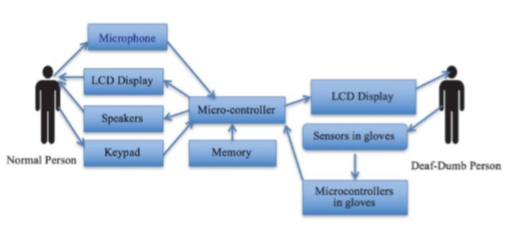 Microphone
LCD Display
Speakers
Keypad
Normal Person
Micro-controller
Memory
LCD Display
Sensors in gloves
Microcontrollers
in gloves
Deaf-Dumb Person